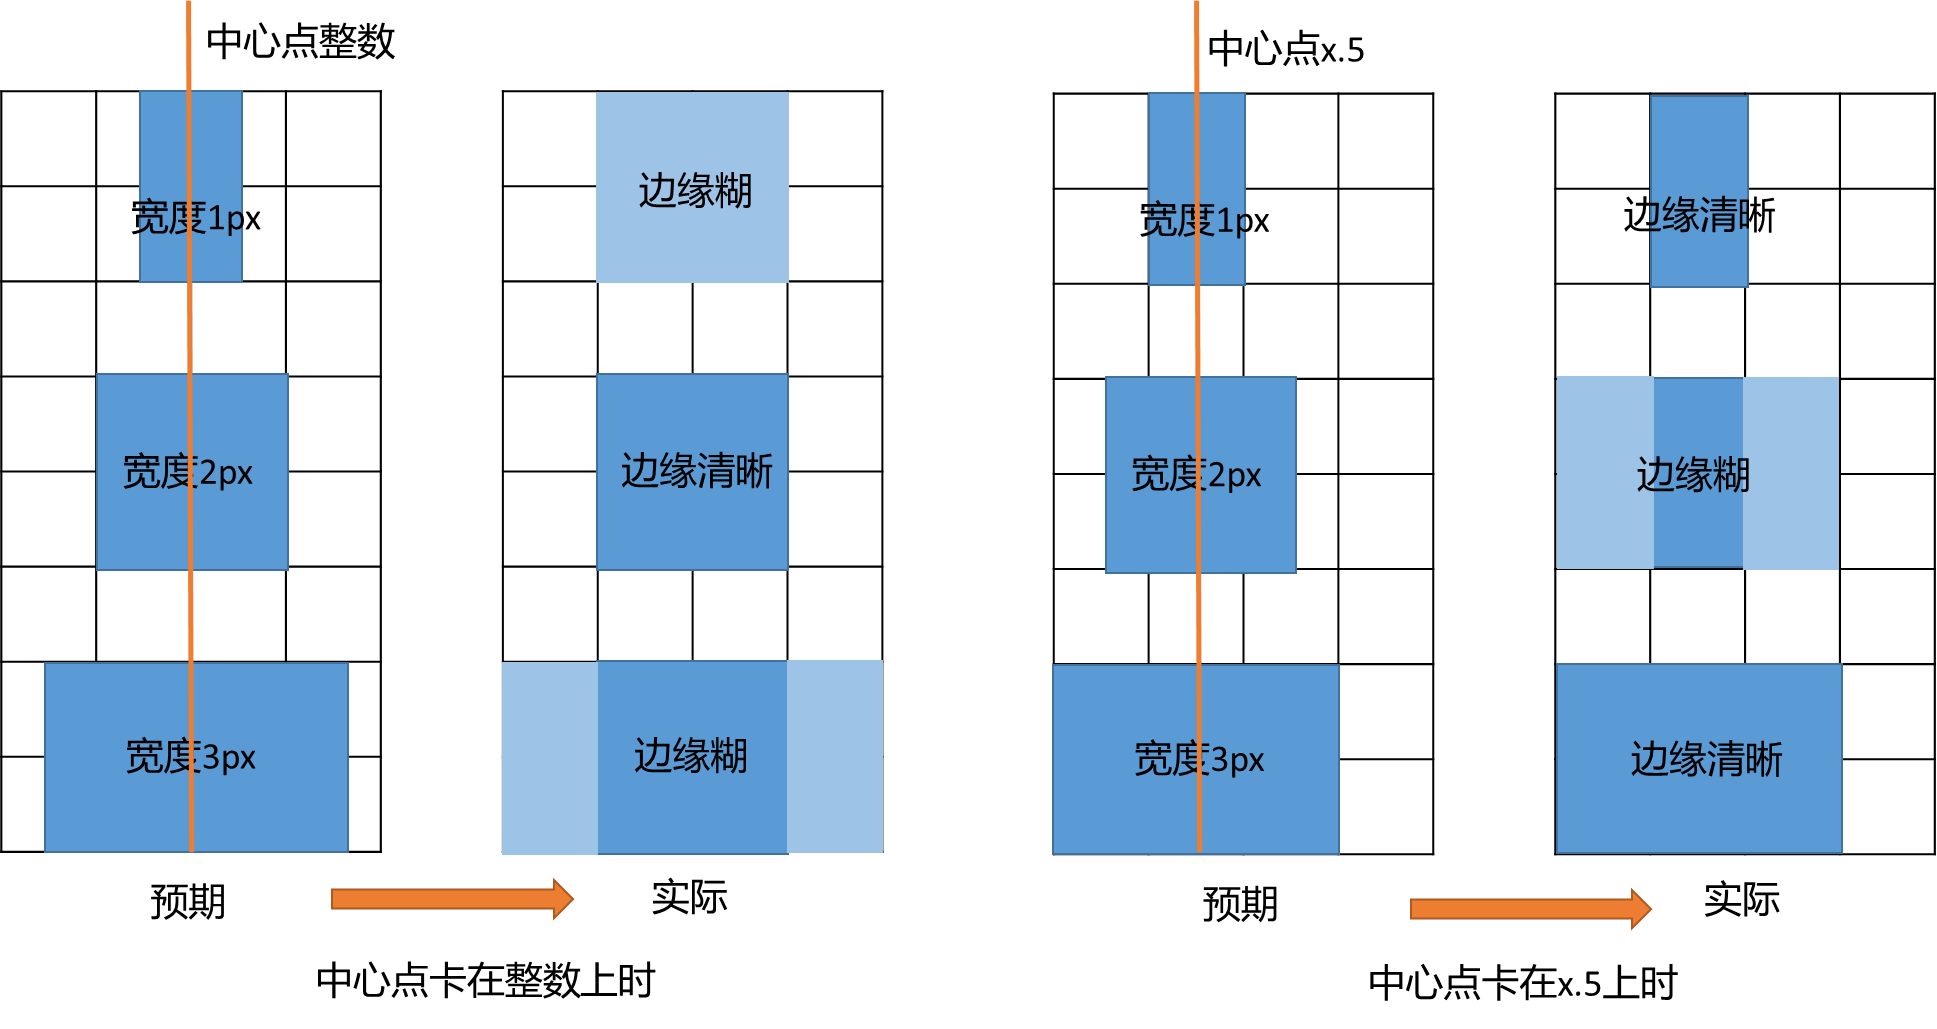 中心点整数
宽度1px
边缘糊
宽度2px
边缘清晰
宽度3px
边缘糊
预期
实际
中心点卡在整数上时
中心点x.5
宽度1px
边缘清晰
宽度2px
边缘糊
宽度3px
边缘清晰
预期
实际
中心点卡在x.5上时